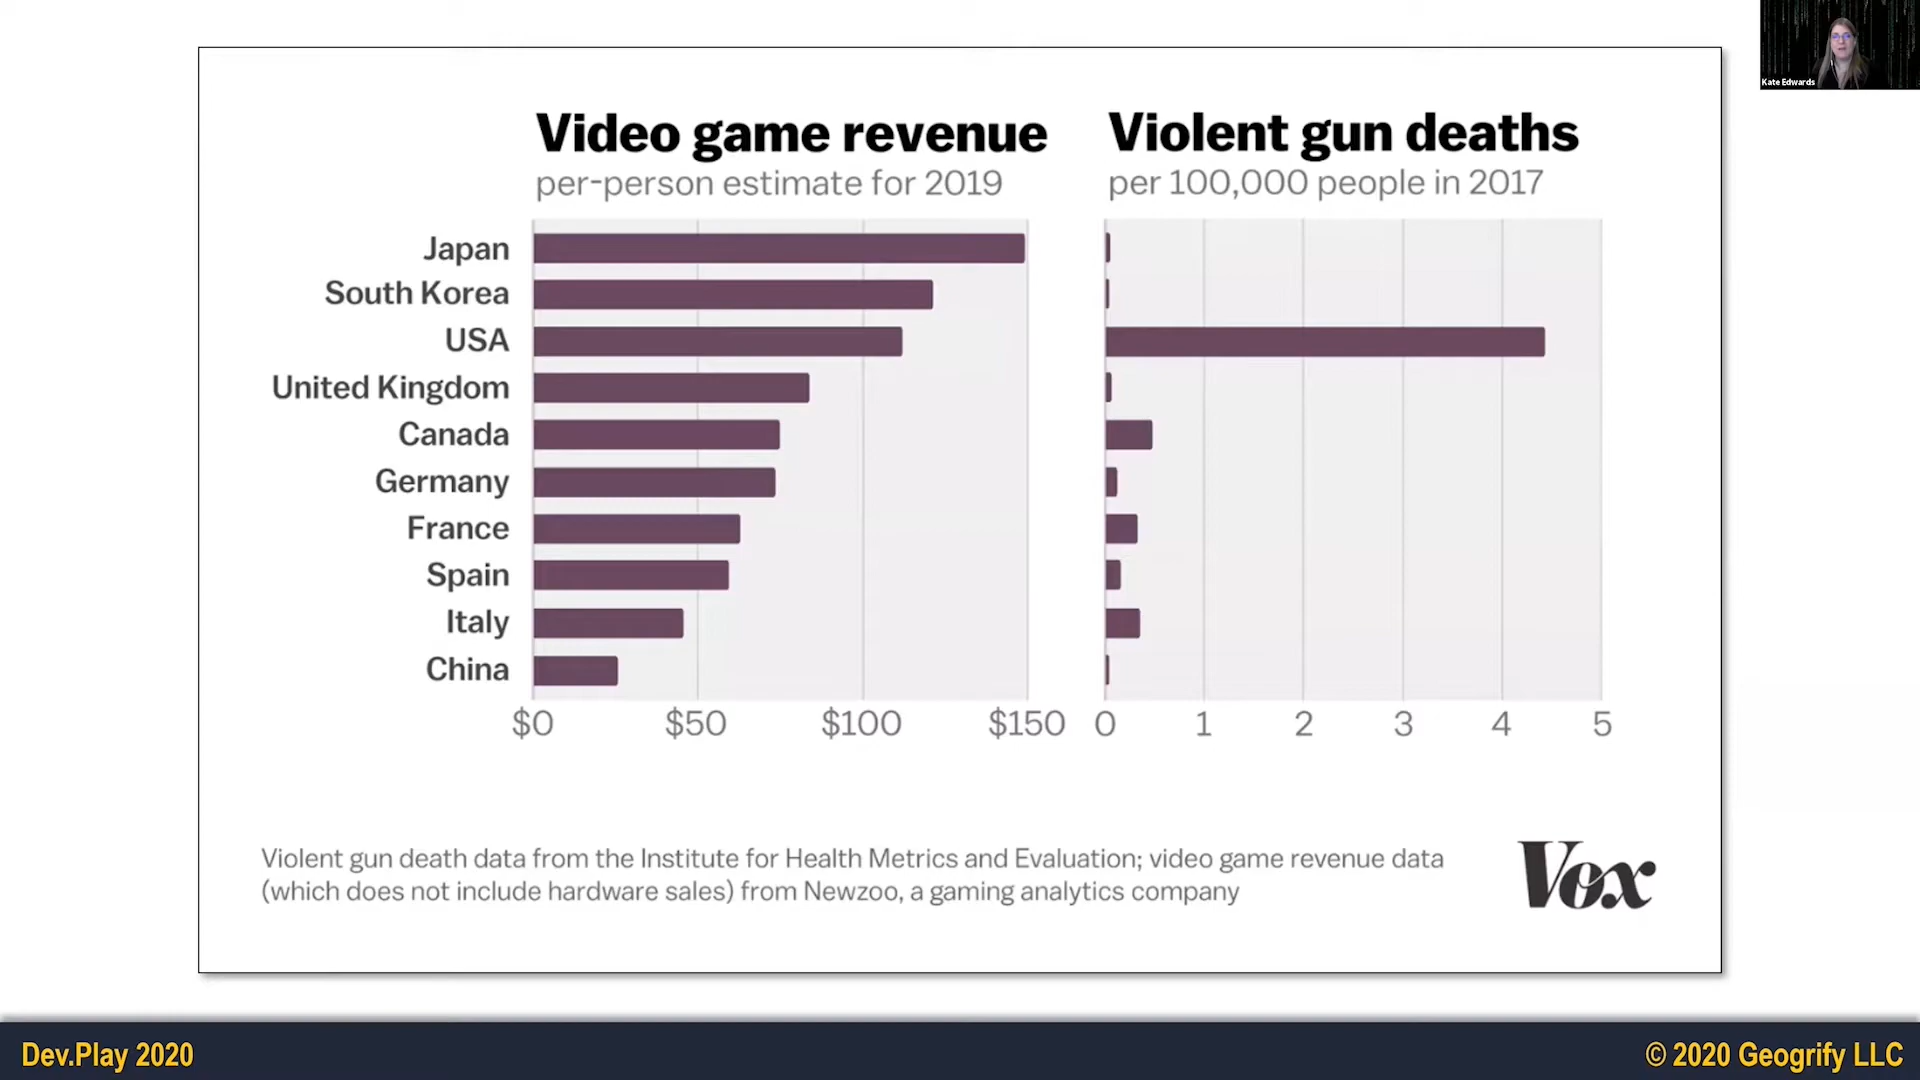 Kate Edwards
Video game revenue
per-person estimate for 2019
Violent gun deaths
per 100,000 people in 2017
Japan
South Korea
USA
United Kingdom
Canada
Germany
France
Spain
Italy
China
$0 $50 $100 $150
0 1 2 3 4 5
Violent gun death data from the Institute for Health Metrics and Evaluation; video game revenue data
(which does not include hardware sales) from Newzoo, a gaming analytics company
Vox
Dev.Play 2020
© 2020 Geogrify LLC